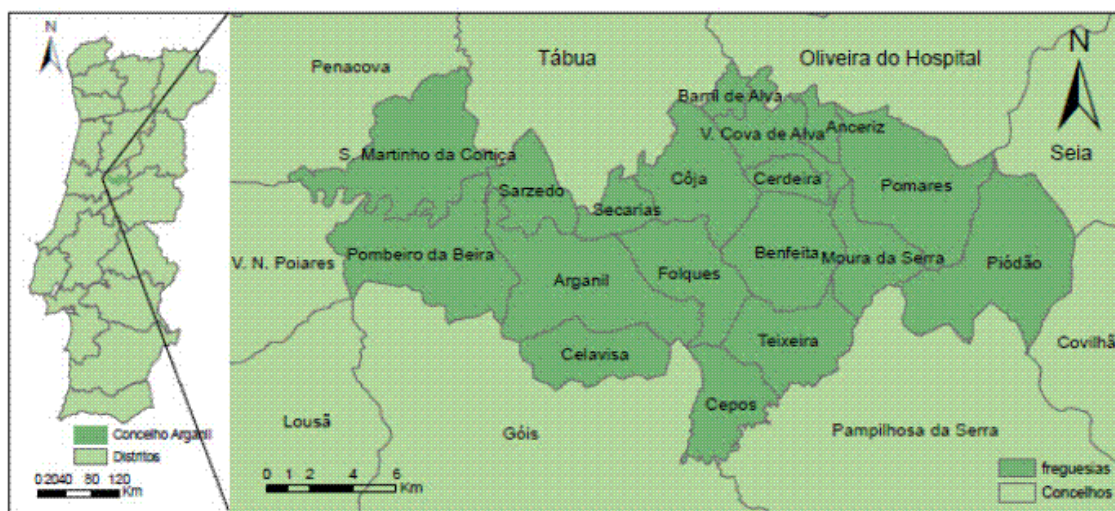 N
Concelho Arganil
Distritos
0 20 40 80 120
Km
N
Penacova
Tábua
Oliveira do Hospital
Seia
Barril de Alva
V. Cova de Alva
Anceriz
S. Martinho da Cortiça
Sarzedo
Secarias
Côja
Cerdeira
Pomares
V. N. Poiares
Pombeiro da Beira
Arganil
Folques
Benfeita
Moura da Serra
Piódão
Celavisa
Teixeira
Covilhã
Cepos
Lousã
Góis
Pampilhosa da Serra
0 1 2 4 6
Km
freguesias
Concelhos